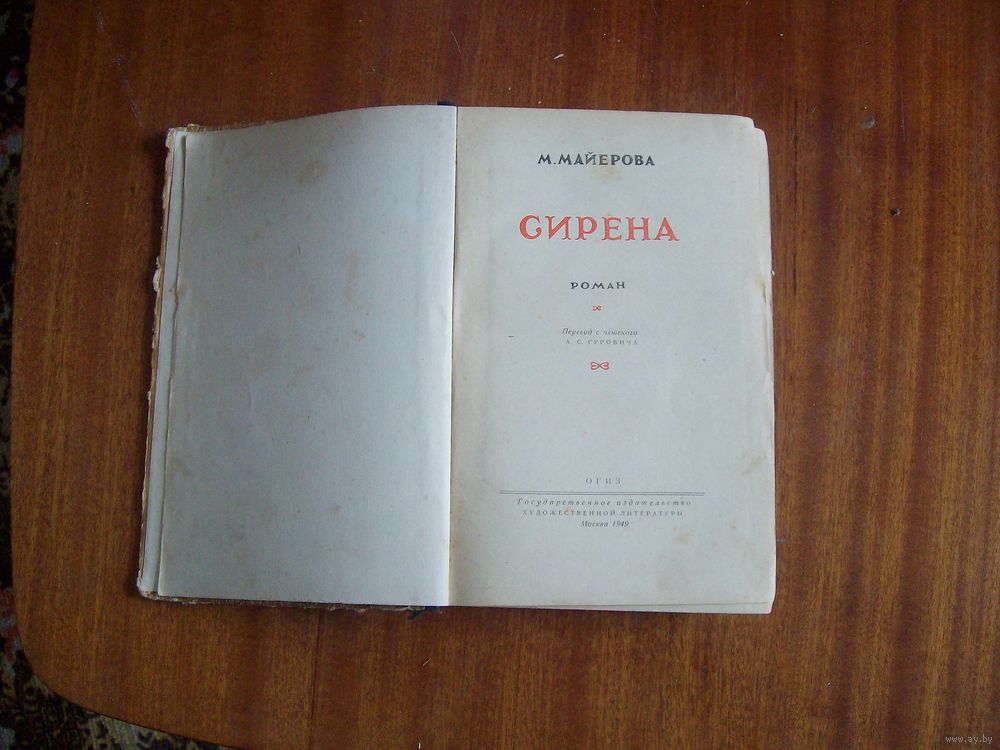 М. МАЙЕРОВА
СИРЕНА
РОМАН
Перевод с чешского
А. С. ГУРОВИЧА
ОГИЗ
Государственное издательство
ХУДОЖЕСТВЕННОЙ ЛИТЕРАТУРЫ
Москва 1949
www.ay.by